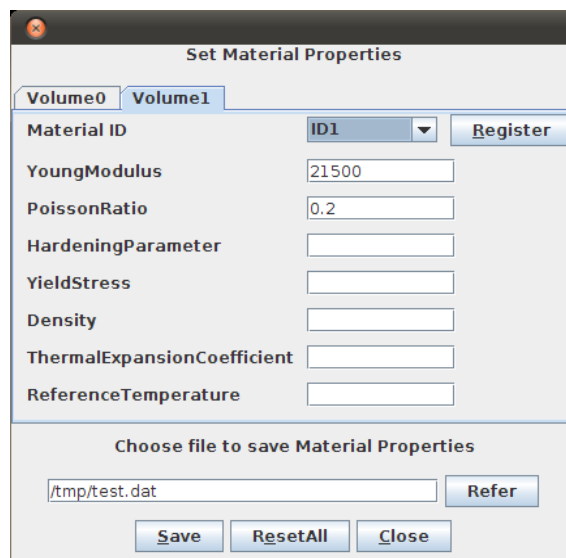 Set Material Properties
Volume0 Volume1
Material ID ID1 Register
YoungModulus 21500
PoissonRatio 0.2
HardeningParameter
YieldStress
Density
ThermalExpansionCoefficient
ReferenceTemperature
Choose file to save Material Properties
/tmp/test.dat Refer
Save ResetAll Close